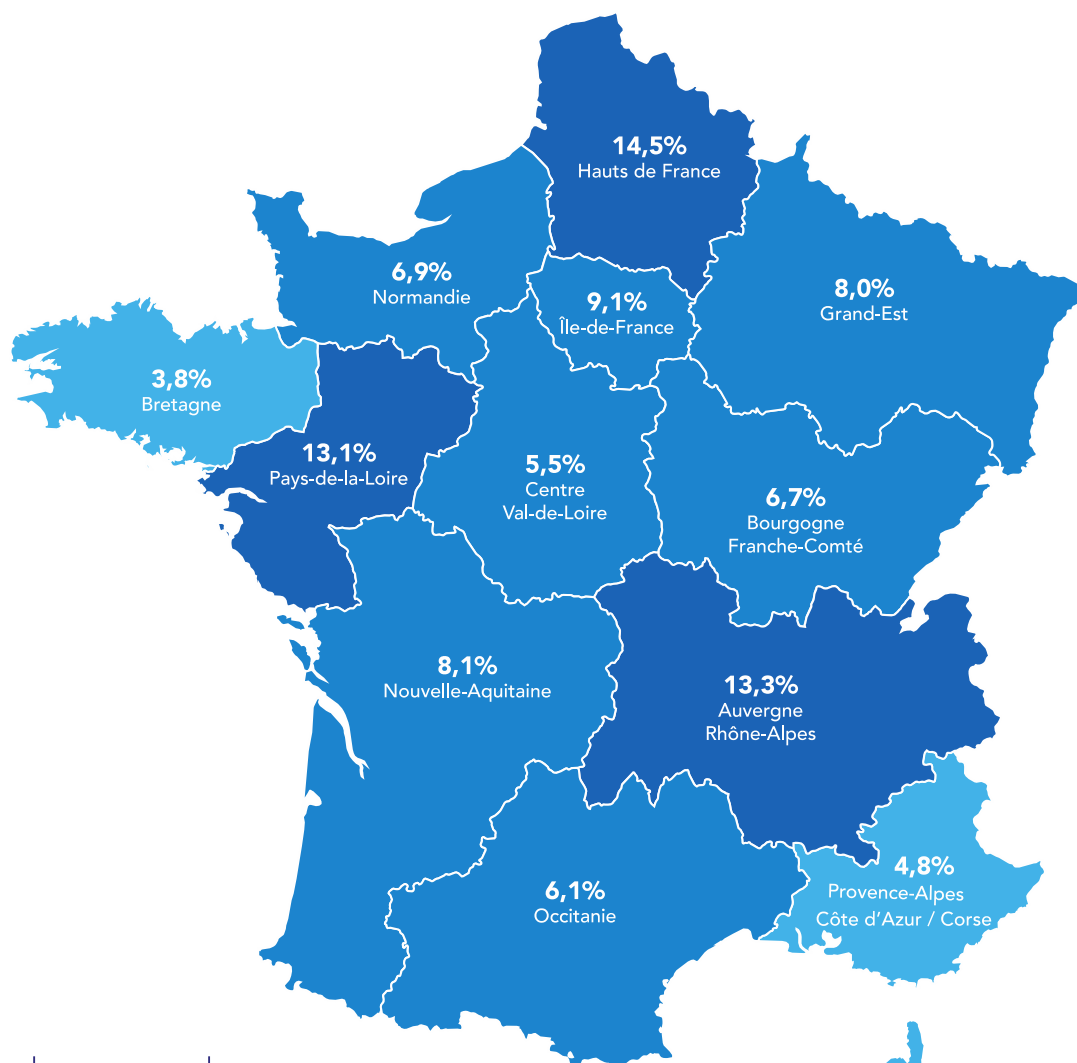 14,5%
Hauts de France
6,9%
Normandie
9,1%
Île-de-France
8,0%
Grand-Est
3,8%
Bretagne
13,1%
Pays-de-la-Loire
5,5%
Centre
Val-de-Loire
6,7%
Bourgogne
Franche-Comté
8,1%
Nouvelle-Aquitaine
13,3%
Auvergne
Rhône-Alpes
6,1%
Occitanie
4,8%
Provence-Alpes
Côte d'Azur / Corse